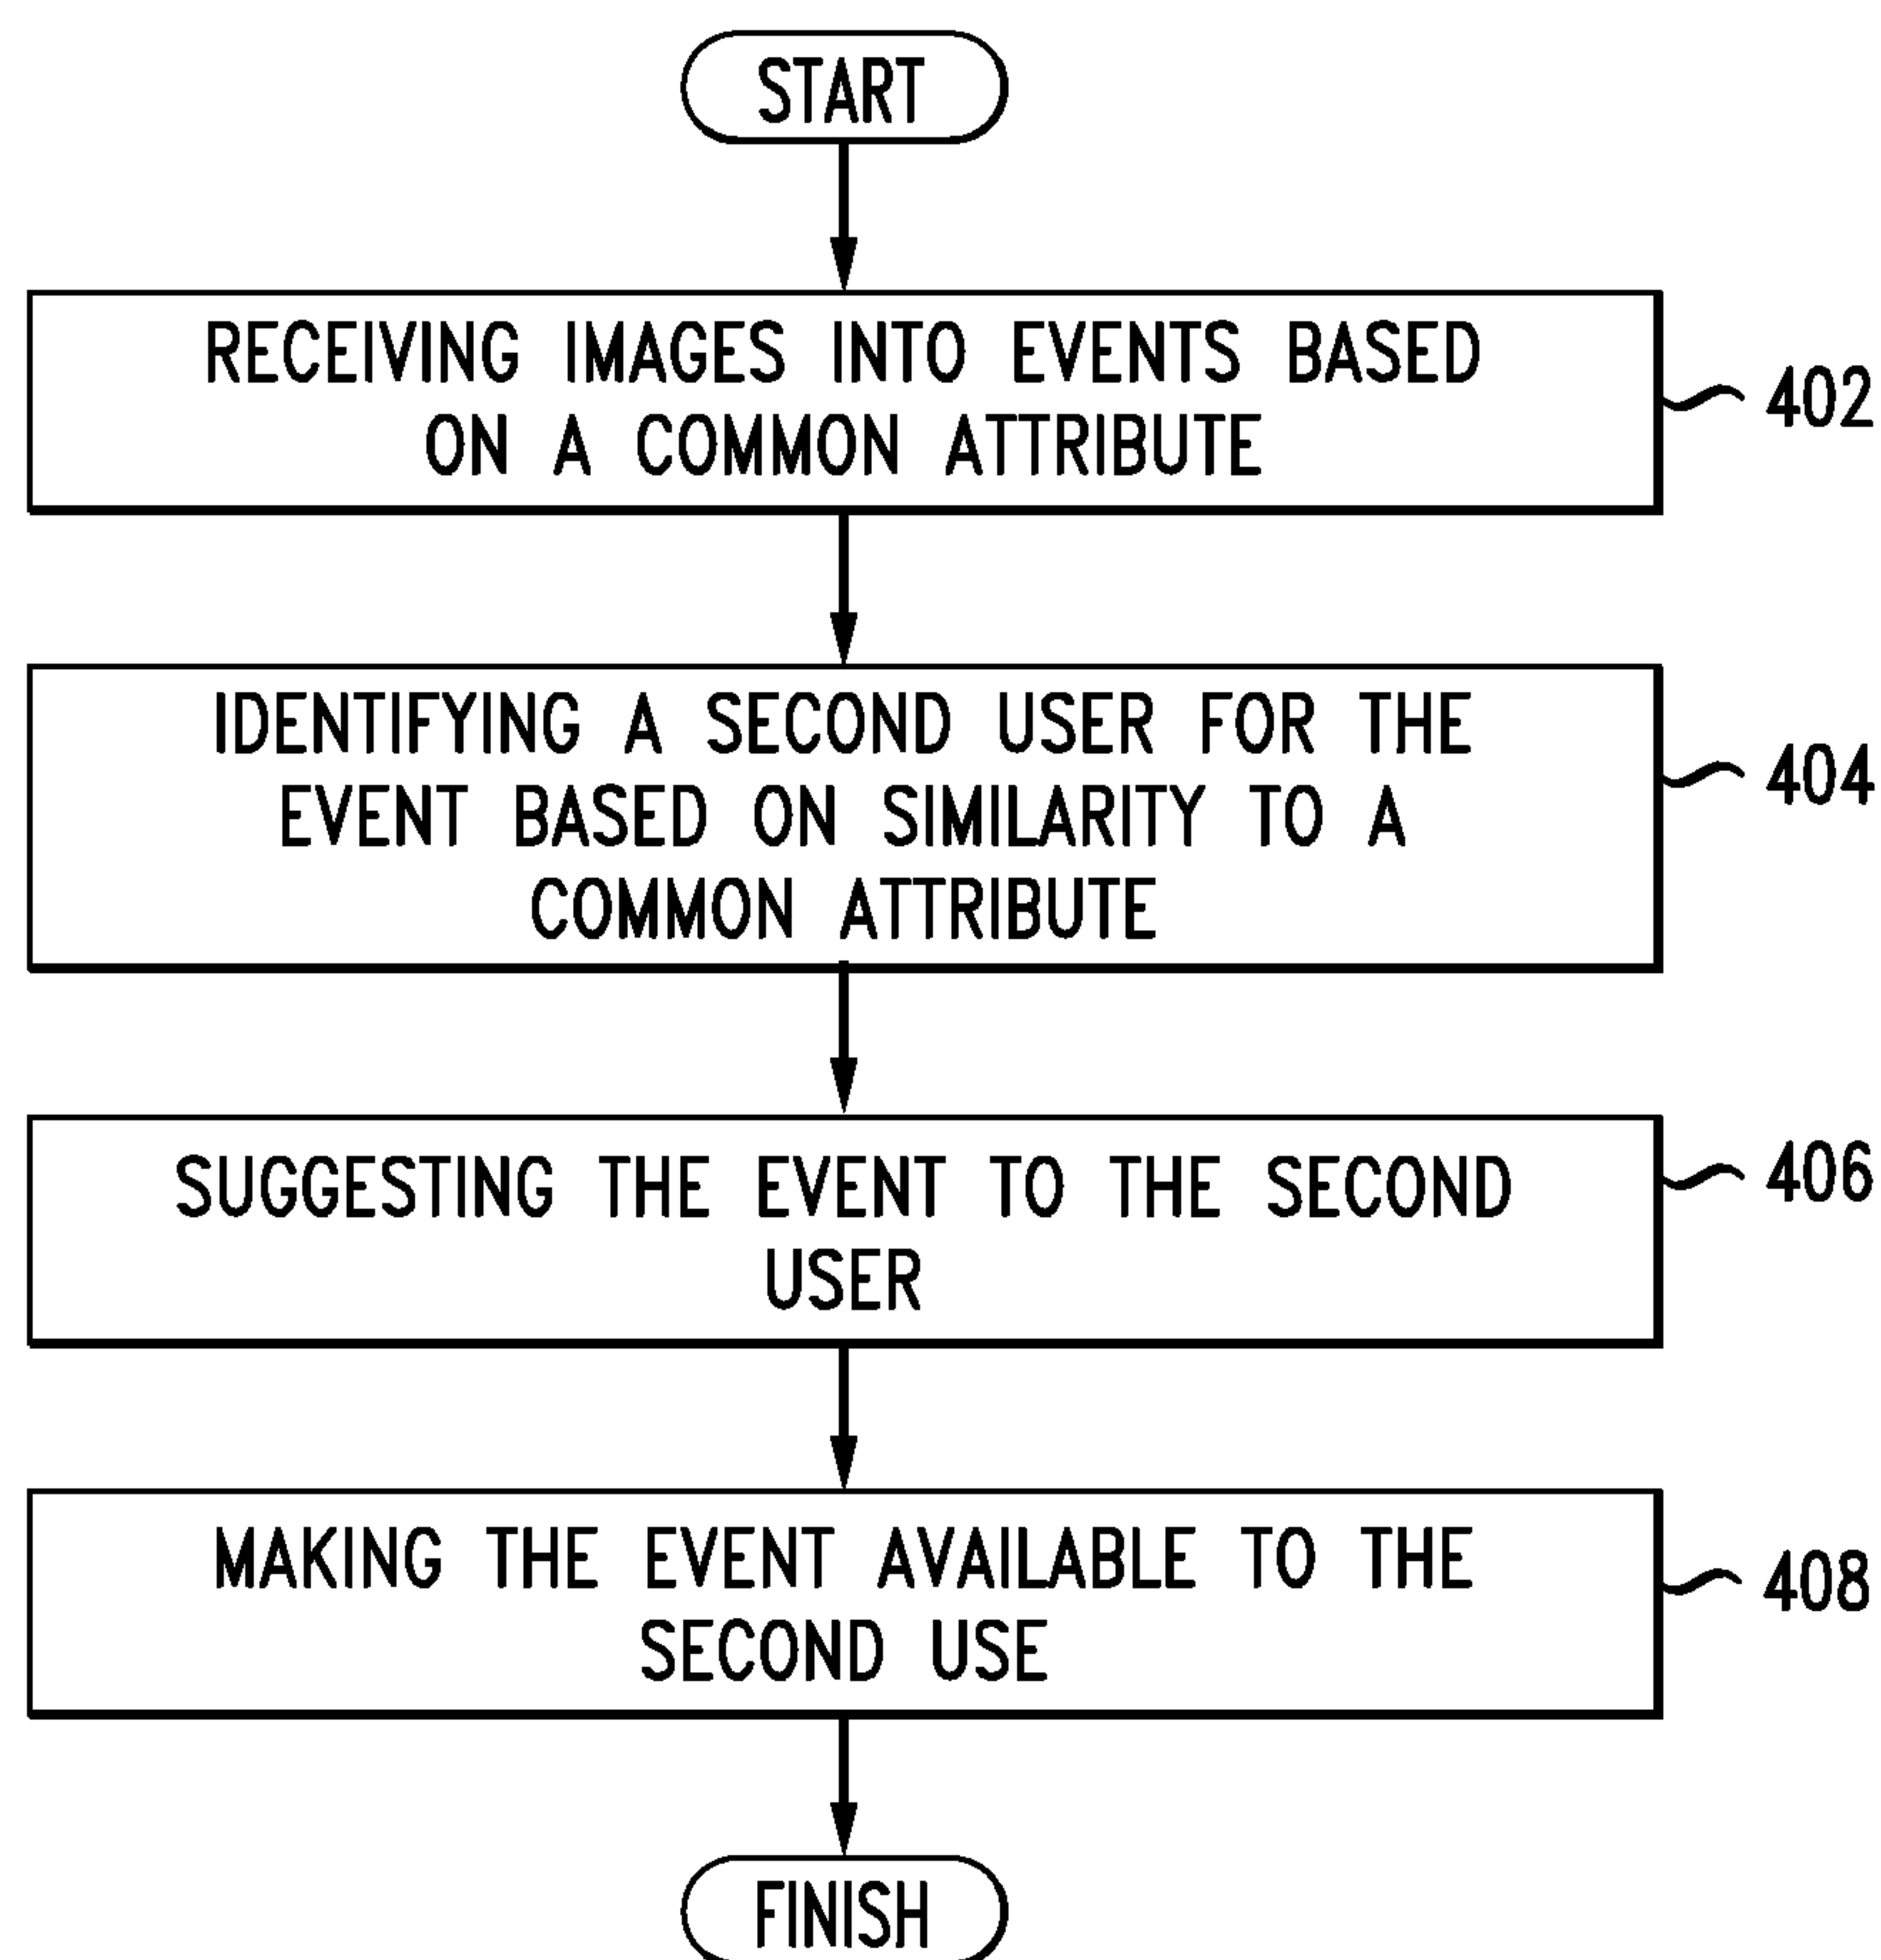 START
RECEIVING IMAGES INTO EVENTS BASED
ON A COMMON ATTRIBUTE
402
IDENTIFYING A SECOND USER FOR THE
EVENT BASED ON SIMILARITY TO A
COMMON ATTRIBUTE
404
SUGGESTING THE EVENT TO THE SECOND
USER
406
MAKING THE EVENT AVAILABLE TO THE
SECOND USE
408
FINISH